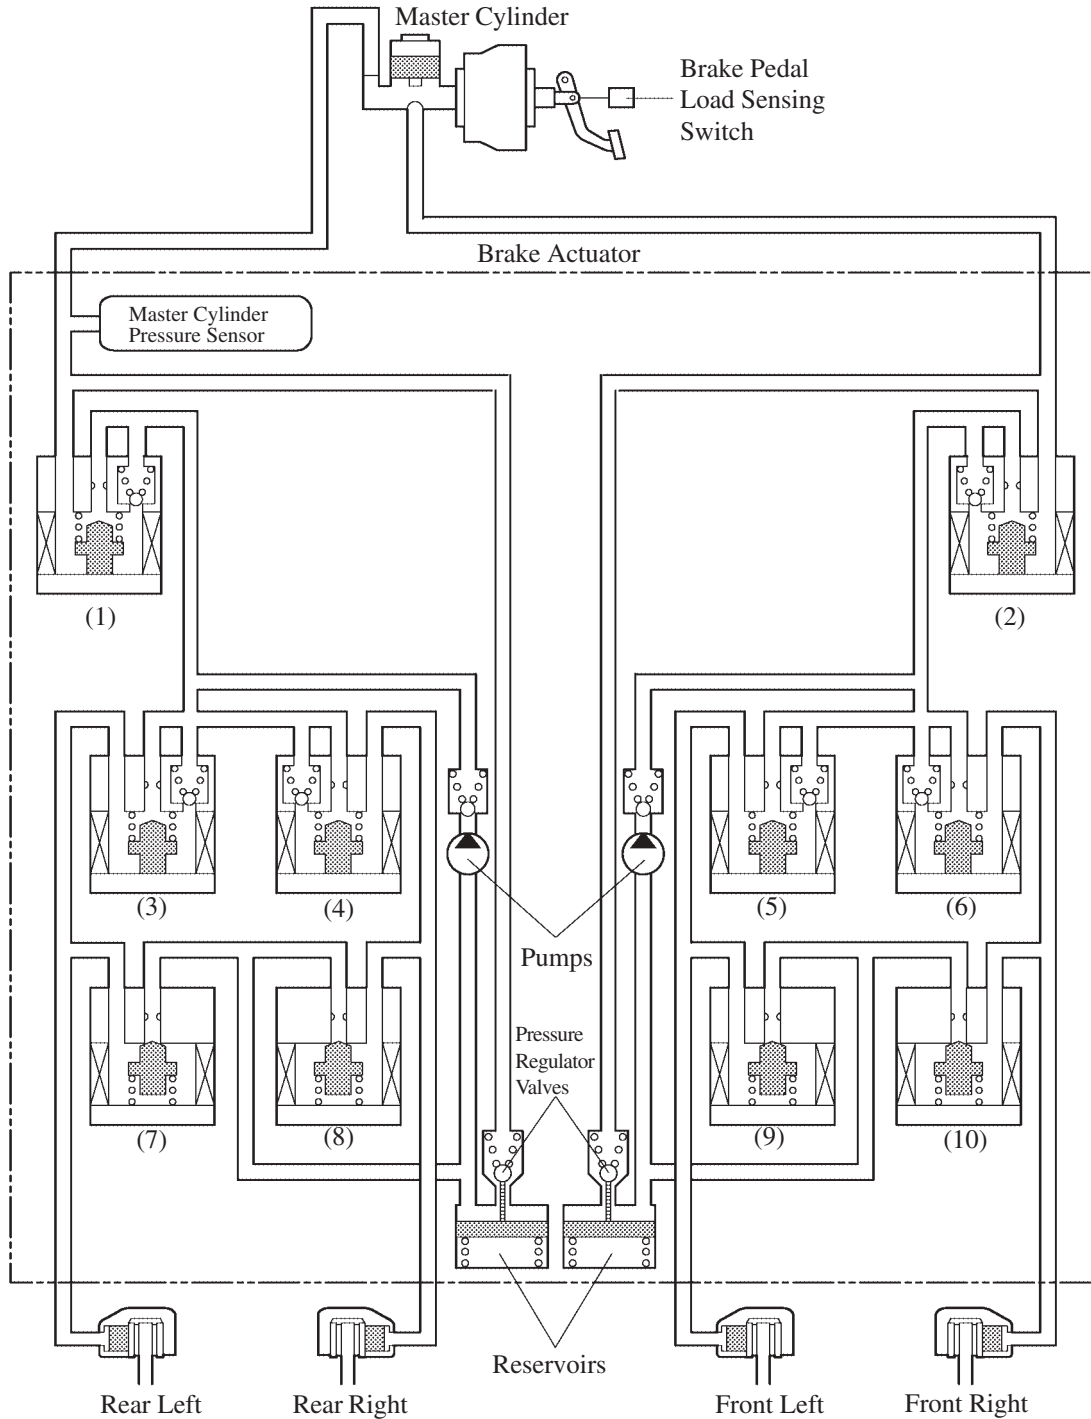 Master Cylinder
Brake Pedal
Load Sensing
Switch
Brake Actuator
Master Cylinder
Pressure Sensor
(1)
(2)
(3)
(4)
(5)
(6)
Pumps
Pressure
Regulator
Valves
(7)
(8)
(9)
(10)
Reservoirs
Rear Left
Rear Right
Front Left
Front Right